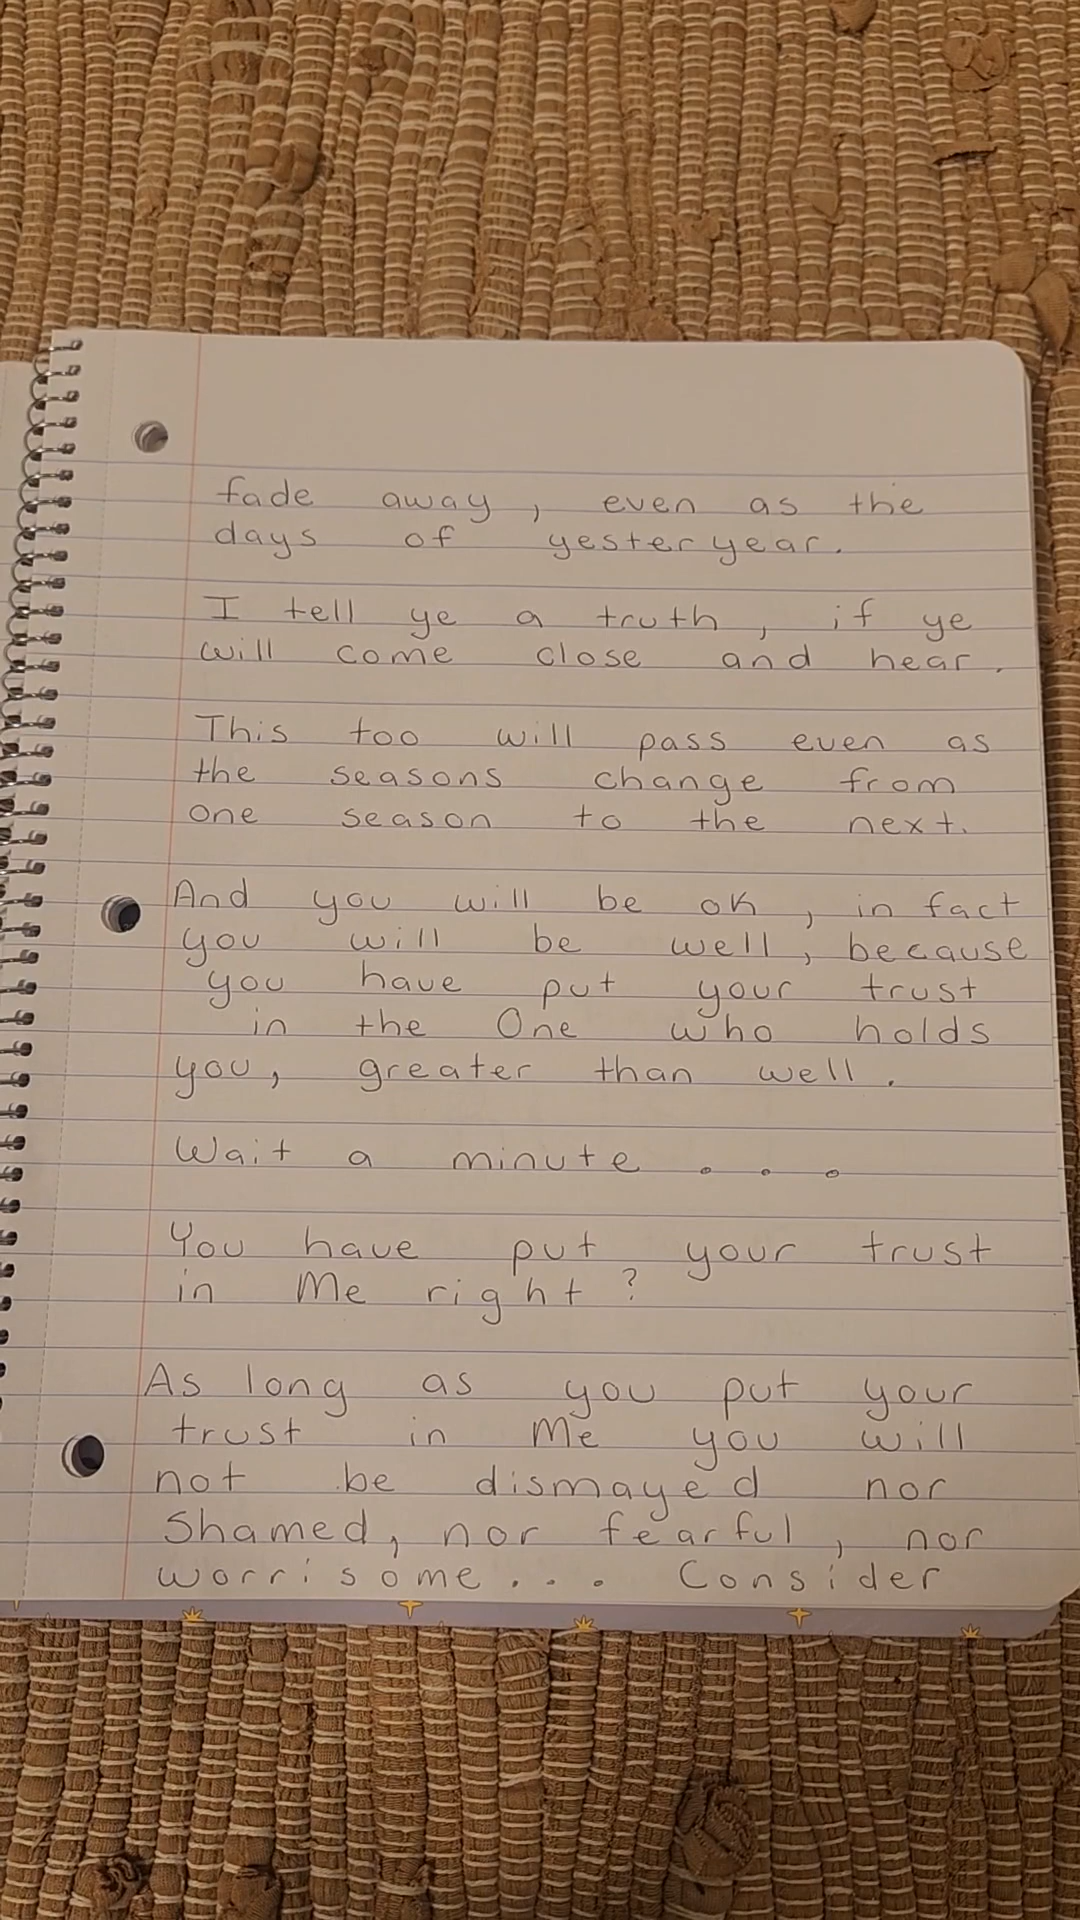 fade away, even as the
days of yesteryear.
I tell ye a truth, if ye
will come close and hear.
This too will pass even as
the seasons change from
one season to the next.
And you will be ok, in fact
you will be well, because
you have put your trust
in the One who holds
you, greater than well.
Wait a minute...
You have put your trust
in Me right?
As long as you put your
trust in Me you will
not be dismayed nor
Shamed, nor fearful, nor
worrisome... Consider